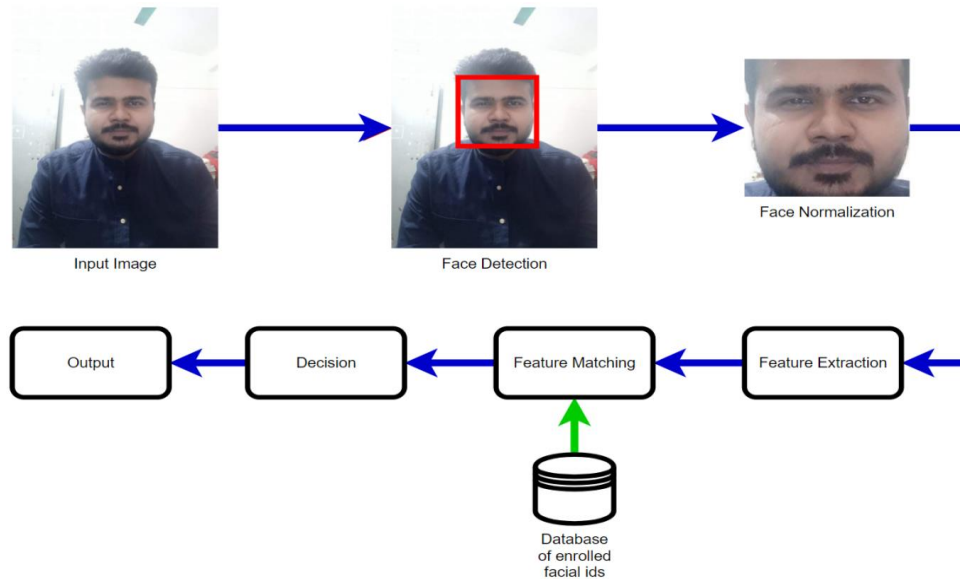 Input Image
Face Detection
Face Normalization
Output
Decision
Feature Matching
Feature Extraction
Database
of enrolled
facial ids